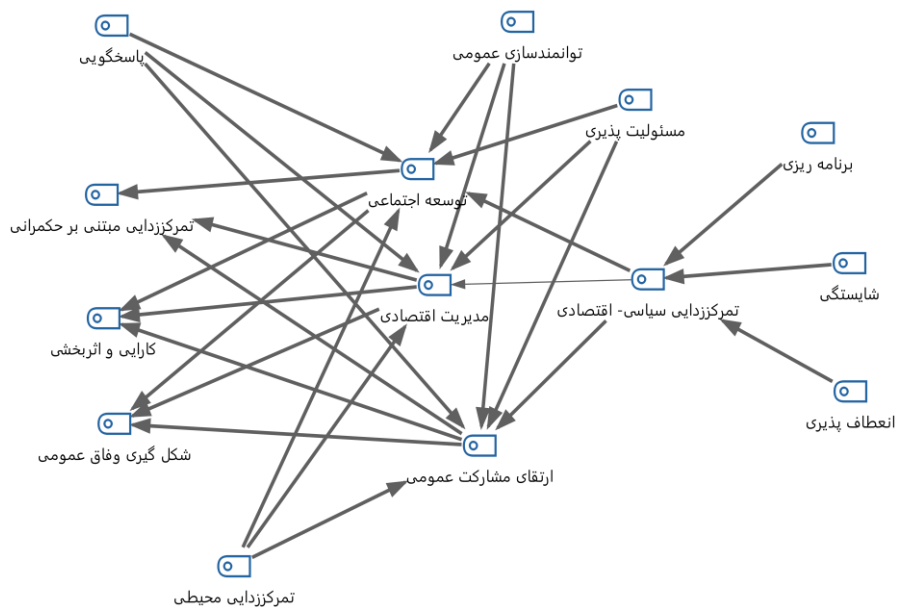 پاسخگویی
توانمندسازی عمومی
مسئولیت پذیری
برنامه ریزی
توسعه اجتماعی
تمرکززدایی مبتنی بر حکمرانی
شایستگی
تمرکززدایی سیاسی- اقتصادی
مدیریت اقتصادی
کارایی و اثربخشی
انعطاف پذیری
شکل گیری وفاق عمومی
ارتقای مشارکت عمومی
تمرکززدایی محیطی